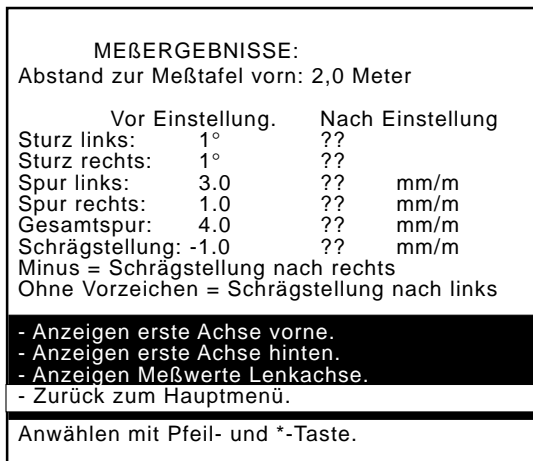 MEßERGEBNISSE:
Abstand zur Meßtafel vorn: 2,0 Meter
Vor Einstellung. Nach Einstellung
Sturz links: 1° ??
Sturz rechts: 1° ??
Spur links: 3.0 ?? mm/m
Spur rechts: 1.0 ?? mm/m
Gesamtspur: 4.0 ?? mm/m
Schrägstellung: -1.0 ?? mm/m
Minus = Schrägstellung nach rechts
Ohne Vorzeichen = Schrägstellung nach links
- Anzeigen erste Achse vorne.
- Anzeigen erste Achse hinten.
- Anzeigen Meßwerte Lenkachse.
- Zurück zum Hauptmenü.
Anwählen mit Pfeil- und *-Taste.